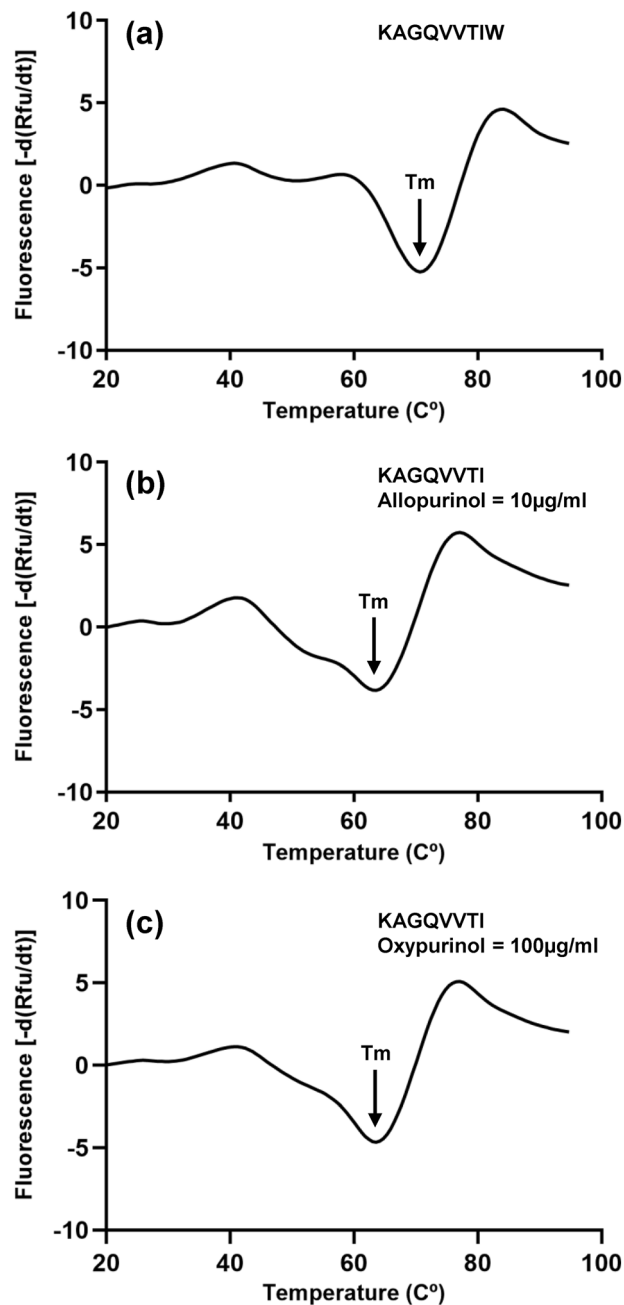 (a)
KAGQVVTIW
Fluorescence [-d(Rfu/dt)]
10
5
0
-5
-10
Tm
20 40 60 80 100
Temperature (Cº)
(b)
KAGQVVTI
Allopurinol = 10µg/ml
Fluorescence [-d(Rfu/dt)]
10
5
0
-5
-10
Tm
20 40 60 80 100
Temperature (Cº)
(c)
KAGQVVTI
Oxypurinol = 100µg/ml
Fluorescence [-d(Rfu/dt)]
10
5
0
-5
-10
Tm
20 40 60 80 100
Temperature (Cº)